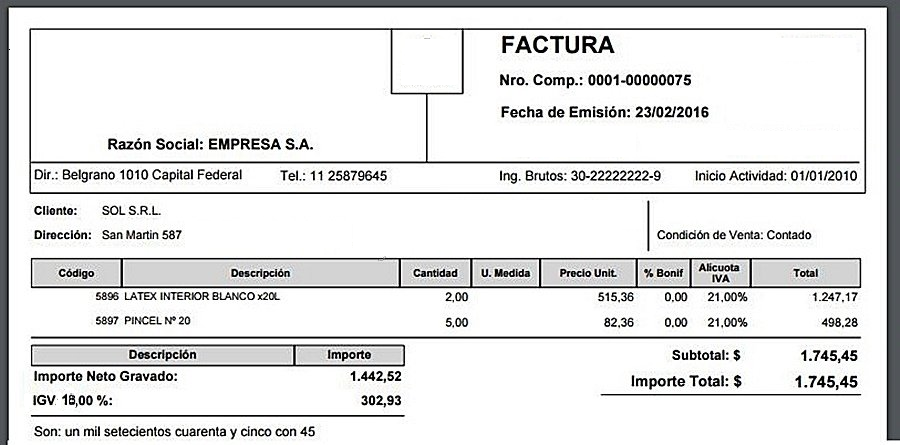 FACTURA
Nro. Comp.: 0001-00000075
Fecha de Emisión: 23/02/2016
Razón Social: EMPRESA S.A.
Dir.: Belgrano 1010 Capital Federal Tel.: 11 25879645 Ing. Brutos: 30-22222222-9 Inicio Actividad: 01/01/2010
Cliente: SOL S.R.L.
Dirección: San Martin 587 Condición de Venta: Contado
Código Descripción Cantidad U. Medida Precio Unit. % Bonif Alicuota IVA Total
5896 LATEX INTERIOR BLANCO x20L 2,00 515,36 0,00 21,00% 1.247,17
5897 PINCEL Nº 20 5,00 82,36 0,00 21,00% 498,28
Descripción Importe
Subtotal: $ 1.745,45
Importe Neto Gravado: 1.442,52
Importe Total: $ 1.745,45
IGV 18,00 %: 302,93
Son: un mil setecientos cuarenta y cinco con 45